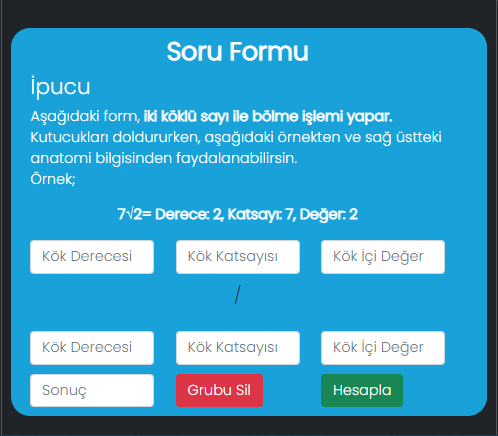 Soru Formu
İpucu
Aşağıdaki form, iki köklü sayı ile bölme işlemi yapar.
Kutucukları doldururken, aşağıdaki örnekten ve sağ üstteki
anatomi bilgisinden faydalanabilirsin.
Örnek;
7√2= Derece: 2, Katsayı: 7, Değer: 2
Kök Derecesi Kök Katsayısı Kök İçi Değer
/
Kök Derecesi Kök Katsayısı Kök İçi Değer
Sonuç Grubu Sil Hesapla